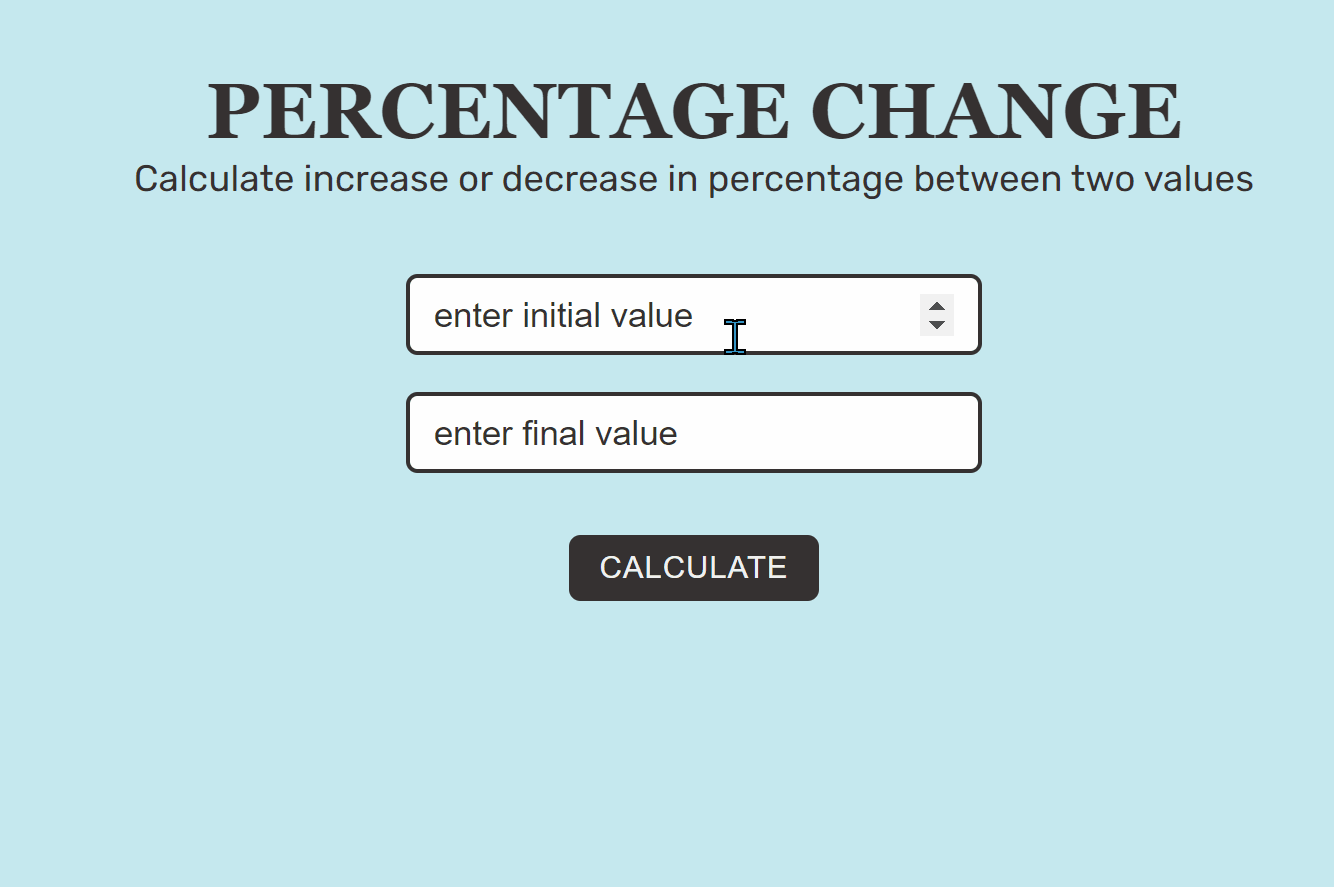 PERCENTAGE CHANGE
Calculate increase or decrease in percentage between two values
enter initial value
enter final value
CALCULATE